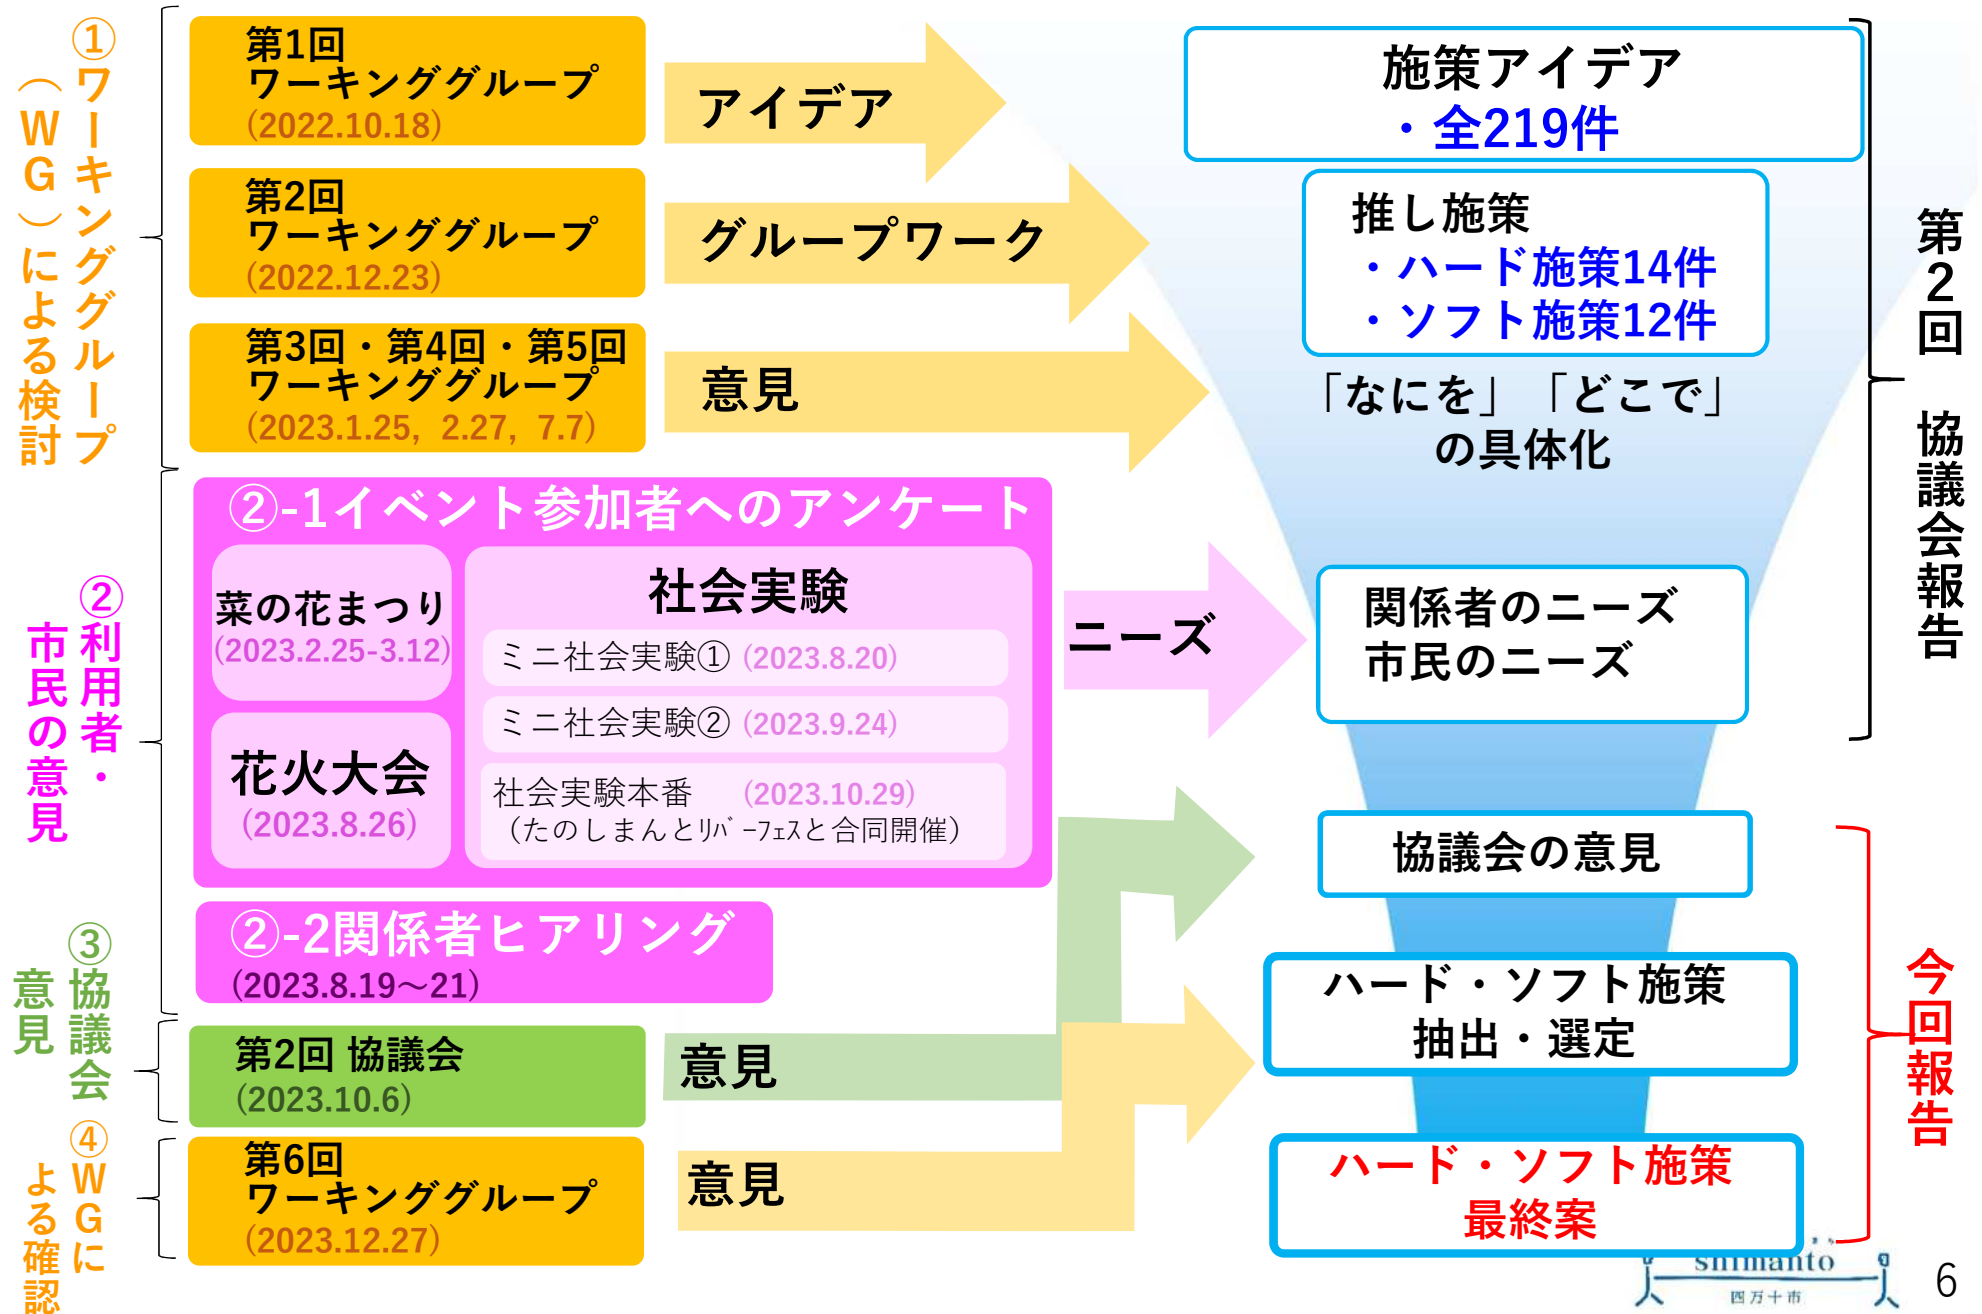 ①ワーキンググループ
（WG）による検討
第1回
ワーキンググループ
(2022.10.18)
アイデア
第2回
ワーキンググループ
(2022.12.23)
グループワーク
第3回・第4回・第5回
ワーキンググループ
(2023.1.25, 2.27, 7.7)
意見
②利用者・
市民の意見
②-1イベント参加者へのアンケート
菜の花まつり
(2023.2.25-3.12)
花火大会
(2023.8.26)
社会実験
ミニ社会実験① (2023.8.20)
ミニ社会実験② (2023.9.24)
社会実験本番 (2023.10.29)
（たのしまんとﾘﾊﾞｰﾌｪｽと合同開催）
ニーズ
②-2関係者ヒアリング
(2023.8.19～21)
③協議会
意見
第2回 協議会
(2023.10.6)
意見
④WGに
よる確認
第6回
ワーキンググループ
(2023.12.27)
意見
施策アイデア
・全219件
推し施策
・ハード施策14件
・ソフト施策12件
「なにを」「どこで」
の具体化
関係者のニーズ
市民のニーズ
協議会の意見
ハード・ソフト施策
抽出・選定
ハード・ソフト施策
最終案
第2回 協議会報告
今回報告
shimanto
四万十市
6